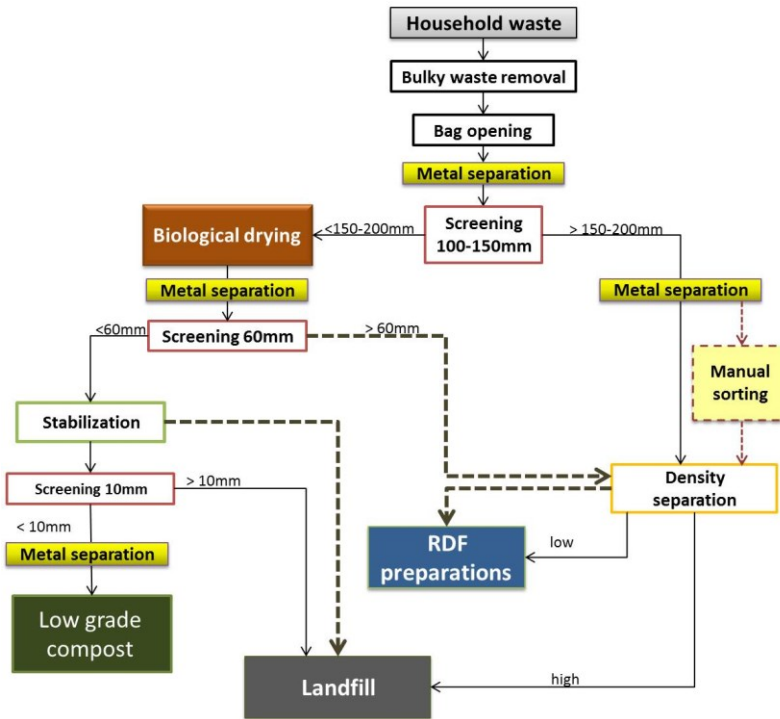 Household waste
Bulky waste removal
Bag opening
Metal separation
<150-200mm
Screening
100-150mm
> 150-200mm
Biological drying
Metal separation
Metal separation
<60mm
Screening 60mm
> 60mm
Manual
sorting
Stabilization
Screening 10mm
> 10mm
Density
separation
< 10mm
Metal separation
RDF
preparations
low
Low grade
compost
Landfill
high